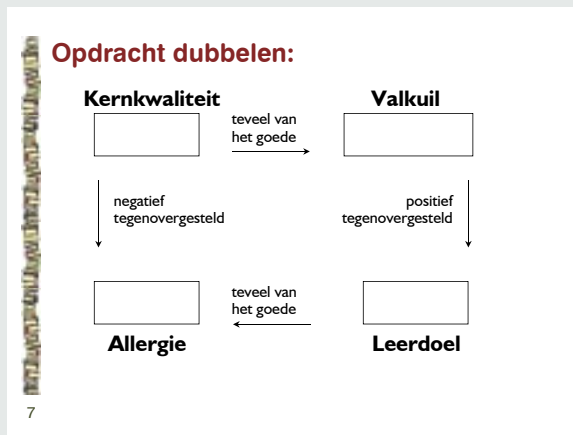 Opdracht dubbelen:
Kernkwaliteit
Valkuil
teveel van
het goede
negatief
tegenovergesteld
positief
tegenovergesteld
teveel van
het goede
Allergie
Leerdoel
7